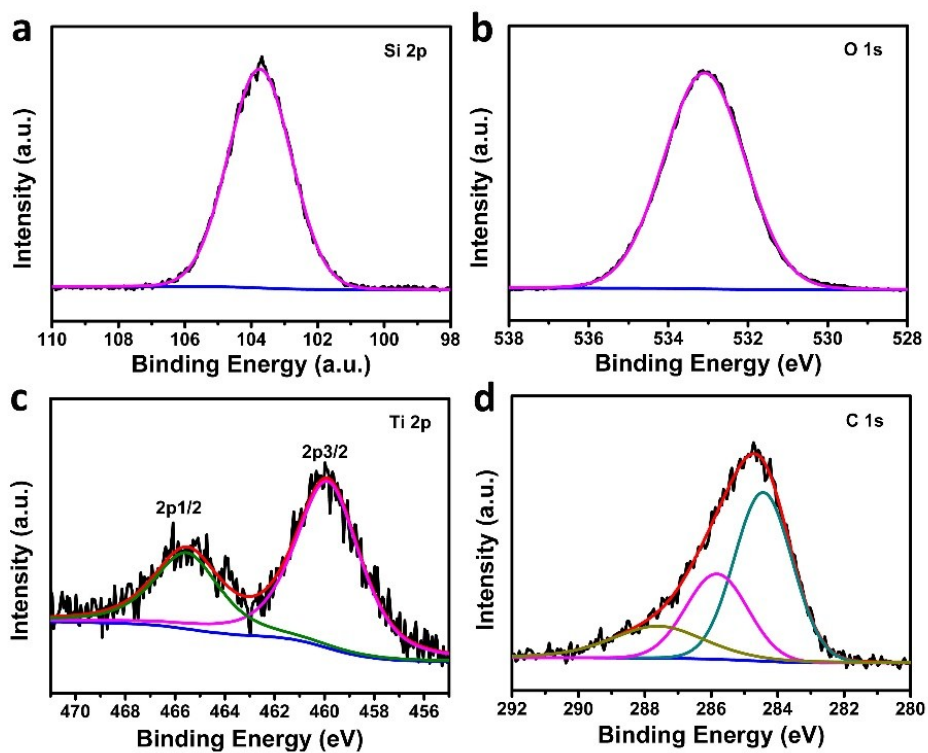 a
Si 2p
Intensity (a.u.)
110 108 106 104 102 100 98
Binding Energy (a.u.)
b
O 1s
Intensity (a.u.)
538 536 534 532 530 528
Binding Energy (eV)
c
Ti 2p
2p3/2
2p1/2
Intensity (a.u.)
470 468 466 464 462 460 458 456
Binding Energy (eV)
d
C 1s
Intensity (a.u.)
292 290 288 286 284 282 280
Binding Energy (eV)